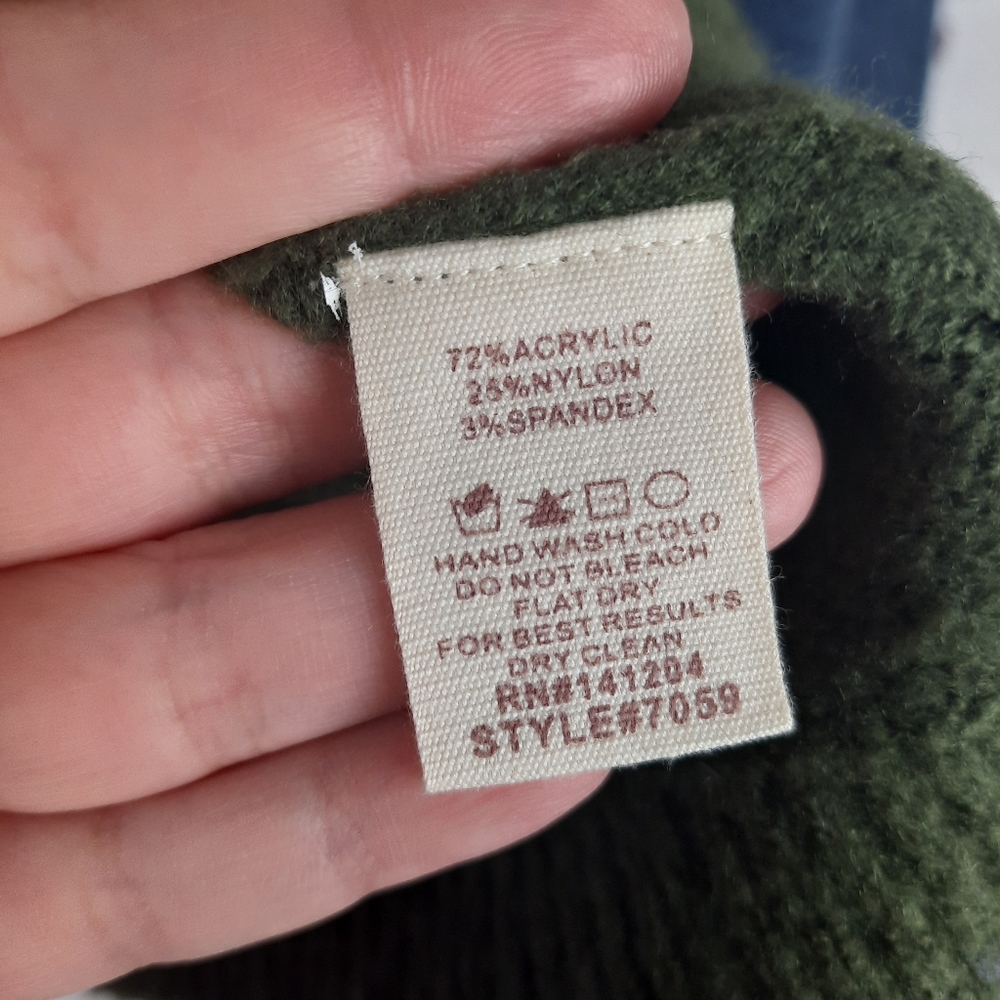 72%ACRYLIC
25%NYLON
3%SPANDEX
HAND WASH COLD
DO NOT BLEACH
FLAT DRY
FOR BEST RESULTS
DRY CLEAN
RN#141204
STYLE#7059